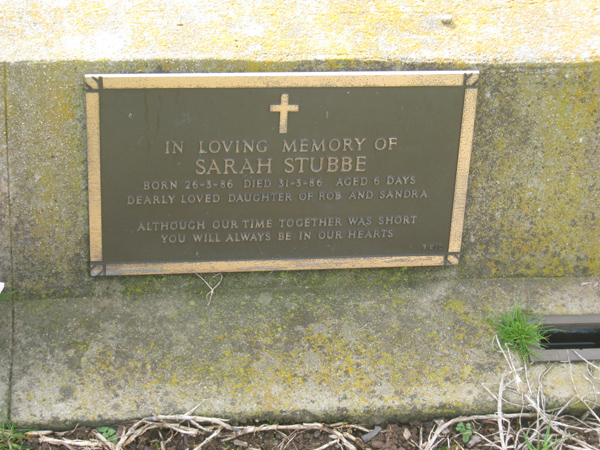 IN LOVING MEMORY OF
SARAH STUBBE
BORN 26-3-86 DIED 31-3-86 AGED 6 DAYS
DEARLY LOVED DAUGHTER OF ROB AND SANDRA
ALTHOUGH OUR TIME TOGETHER WAS SHORT
YOU WILL ALWAYS BE IN OUR HEARTS